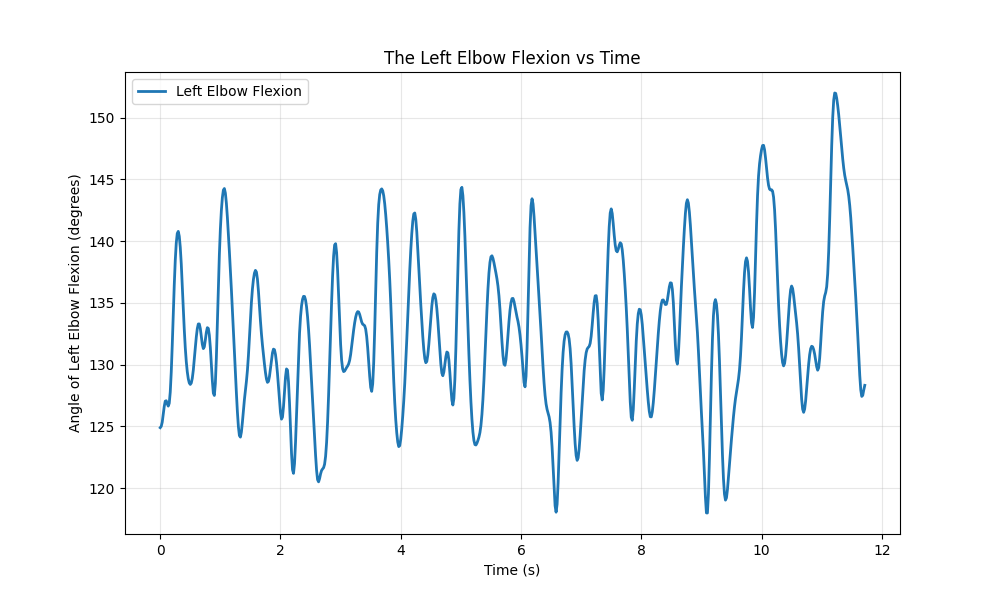 The Left Elbow Flexion vs Time
Left Elbow Flexion
Angle of Left Elbow Flexion (degrees)
150
145
140
135
130
125
120
0 2 4 6 8 10 12
Time (s)